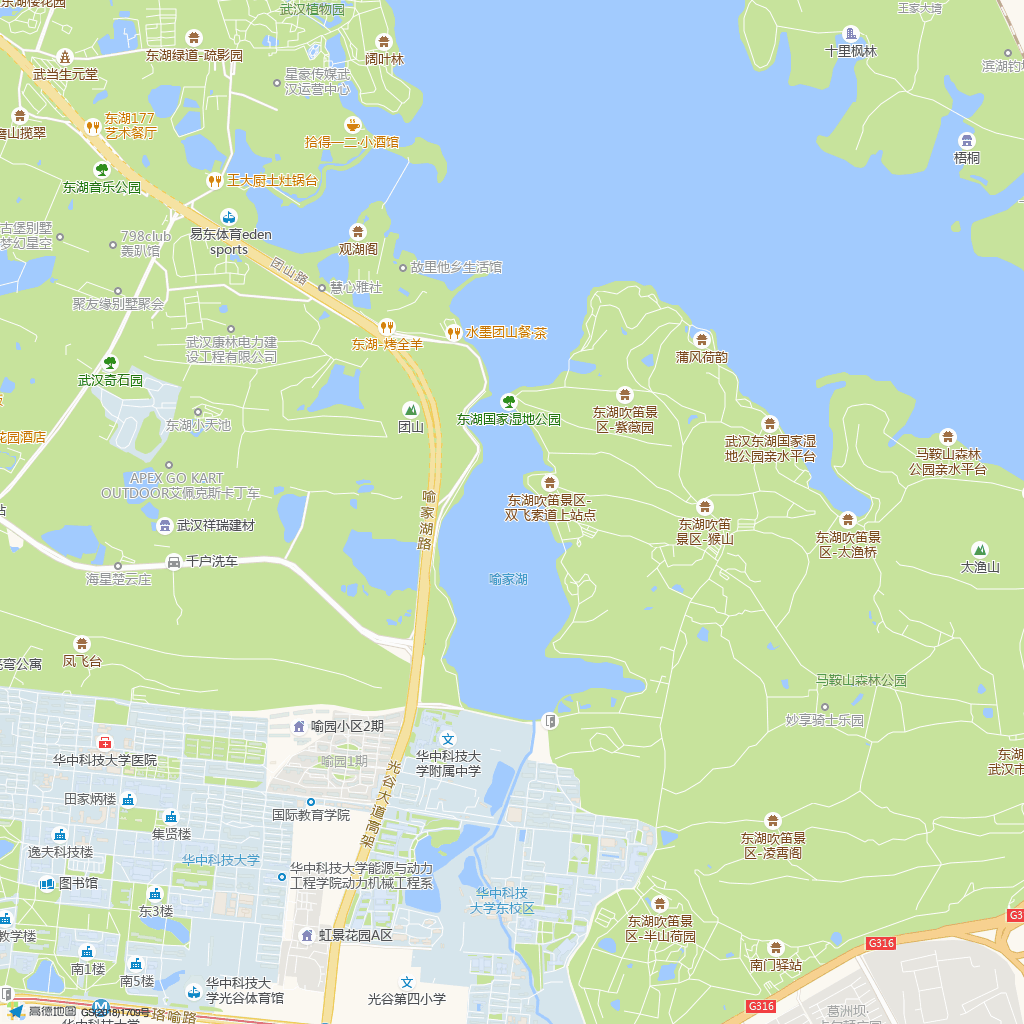 东湖楼花园
武汉植物园
王家大塆
东湖绿道-疏影园
阔叶林
十里枫林
武当生元堂
星豪传媒武
汉运营中心
滨湖钓
磨山揽翠
东湖177
艺术餐厅
拾得一二·小酒馆
梧桐
东湖音乐公园
王大厨土灶锅台
古堡别墅
梦幻星空
798club
轰趴馆
易东体育eden
sports
观湖阁
团山路
故里他乡生活馆
聚友缘别墅聚会
慧心雅社
武汉康林电力建
设工程有限公司
东湖-烤全羊
水墨团山餐·茶
蒲风荷韵
武汉奇石园
东湖小天池
花园酒店
团山
东湖国家湿地公园
东湖吹笛景
区-紫薇园
武汉东湖国家湿
地公园亲水平台
马鞍山森林
公园亲水平台
APEX GO KART
OUTDOOR艾佩克斯卡丁车
喻家湖路
东湖吹笛景区-
双飞索道上站点
站
武汉祥瑞建材
东湖吹笛
景区-猴山
东湖吹笛景
区-太渔桥
千户洗车
海星楚云庄
喻家湖
太渔山
凤飞台
弯公寓
马鞍山森林公园
妙享骑士乐园
喻园小区2期
华中科技大学医院
喻园1期
华中科技大
学附属中学
东湖
武汉市
光谷大道高架
田家炳楼
集贤楼
国际教育学院
逸夫科技楼
华中科技大学
东湖吹笛景
区-凌霄阁
图书馆
华中科技大学能源与动力
工程学院动力机械工程系
华中科技
大学东校区
东3楼
东湖吹笛景
区-半山荷园
教学楼
虹景花园A区
G316
G31
南1楼
南5楼
南门驿站
华中科技大
学光谷体育馆
光谷第四小学
G316
高德地图
GS(2018)1709号
珞喻路
华中科技大学
葛洲坝·